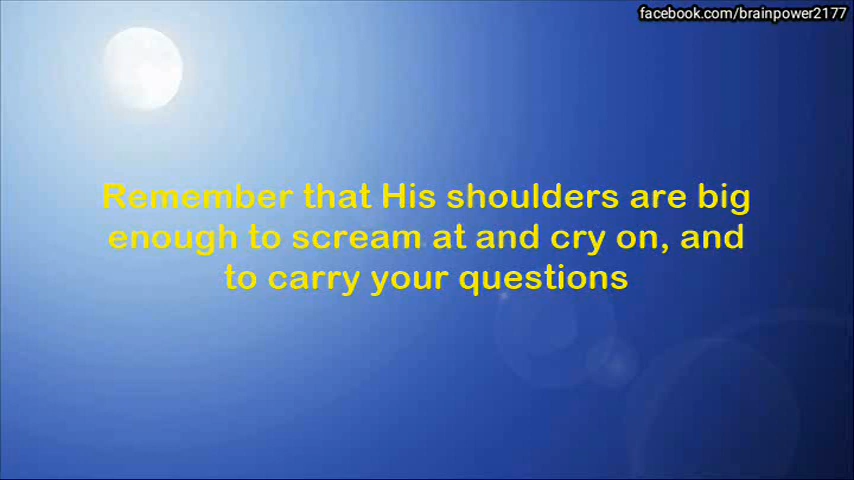 facebook.com/brainpower2177
Remember that His shoulders are big
enough to scream at and cry on, and
to carry your questions